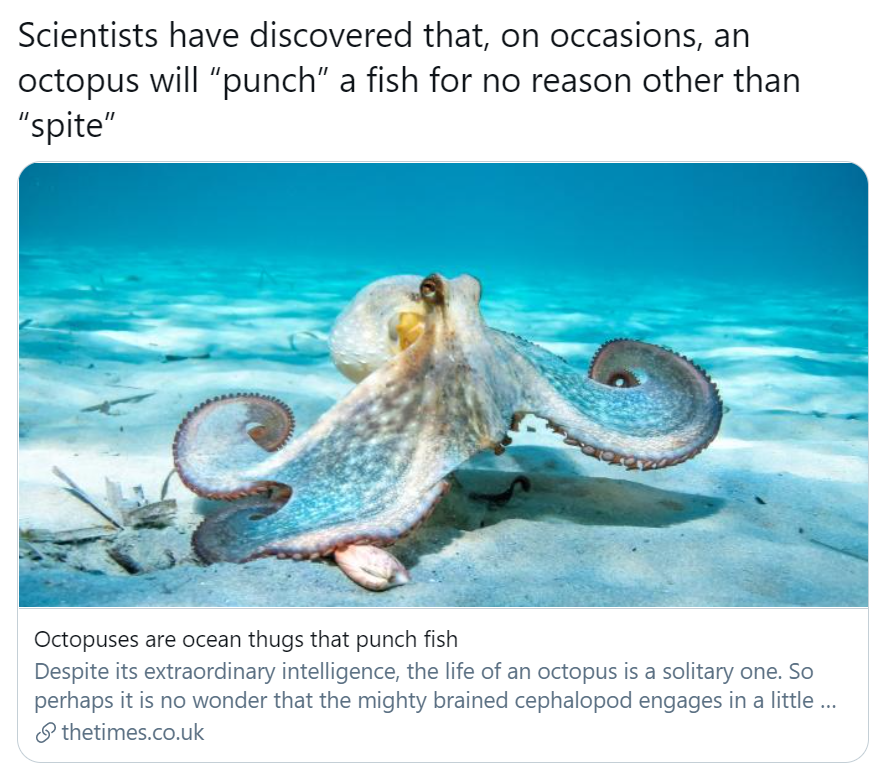 Scientists have discovered that, on occasions, an
octopus will “punch” a fish for no reason other than
“spite”
Octopuses are ocean thugs that punch fish
Despite its extraordinary intelligence, the life of an octopus is a solitary one. So
perhaps it is no wonder that the mighty brained cephalopod engages in a little ...
thetimes.co.uk